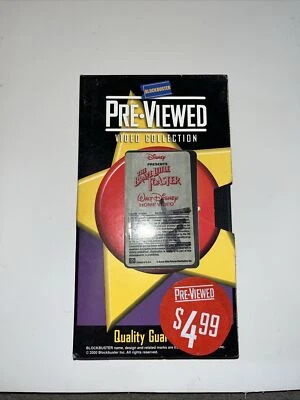 BLOCKBUSTER
PRE-VIEWED
VIDEO COLLECTION
Disney
PRESENTS
THE BRAVE LITTLE
TOASTER
WALT DISNEY
HOME VIDEO
PRE-VIEWED
$4.99
Quality Gua
BLOCKBUSTER name, design and related marks are
© 2000 Blockbuster Inc. All rights reserved.